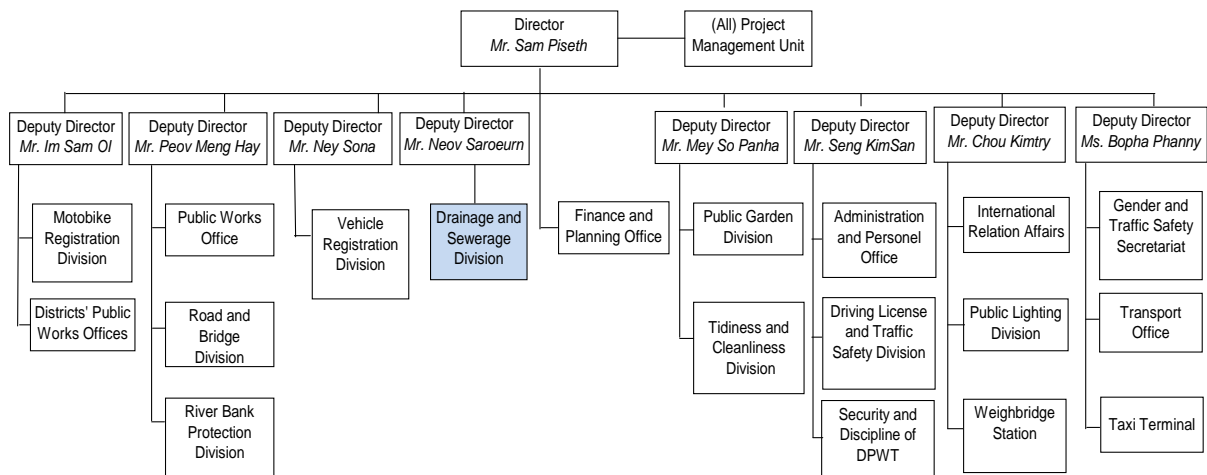 Director
Mr. Sam Piseth
(All) Project
Management Unit
Deputy Director
Mr. Im Sam Ol
Deputy Director
Mr. Peov Meng Hay
Deputy Director
Mr. Ney Sona
Deputy Director
Mr. Neov Saroeurn
Deputy Director
Mr. Mey So Panha
Deputy Director
Mr. Seng KimSan
Deputy Director
Mr. Chou Kimtry
Deputy Director
Ms. Bopha Phanny
Motobike
Registration
Division
Districts' Public
Works Offices
Public Works
Office
Road and
Bridge
Division
River Bank
Protection
Division
Vehicle
Registration
Division
Drainage and
Sewerage
Division
Finance and
Planning Office
Public Garden
Division
Tidiness and
Cleanliness
Division
Administration
and Personel
Office
Driving License
and Traffic
Safety Division
Security and
Discipline of
DPWT
International
Relation Affairs
Public Lighting
Division
Weighbridge
Station
Gender and
Traffic Safety
Secretariat
Transport
Office
Taxi Terminal